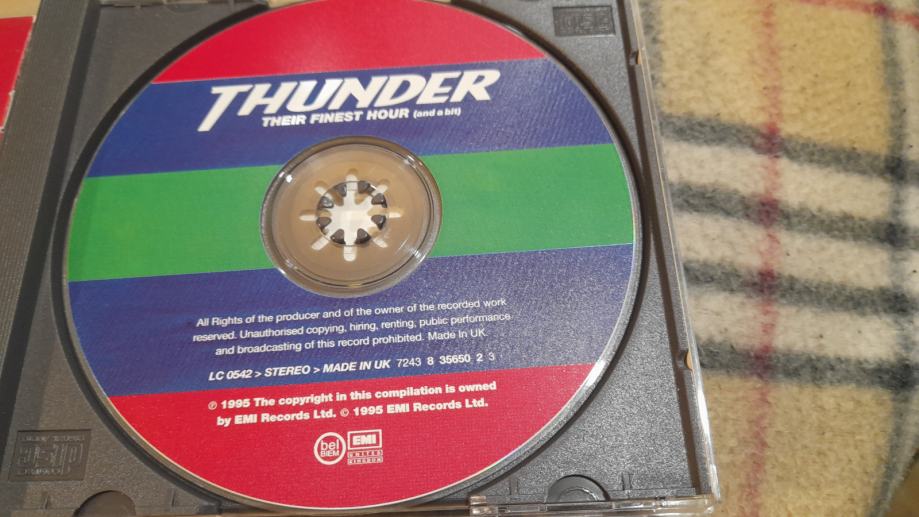 THUNDER
THEIR FINEST HOUR (and a bit)
All Rights of the producer and of the owner of the recorded work
reserved. Unauthorised copying, hiring, renting, public performance
and broadcasting of this record prohibited. Made in UK
LC 0542 > STEREO > MADE IN UK 7243 8 35650 2 3
℗ 1995 The copyright in this compilation is owned
by EMI Records Ltd. © 1995 EMI Records Ltd.
bel
BIEM
EMI
UNITED
KINGDOM